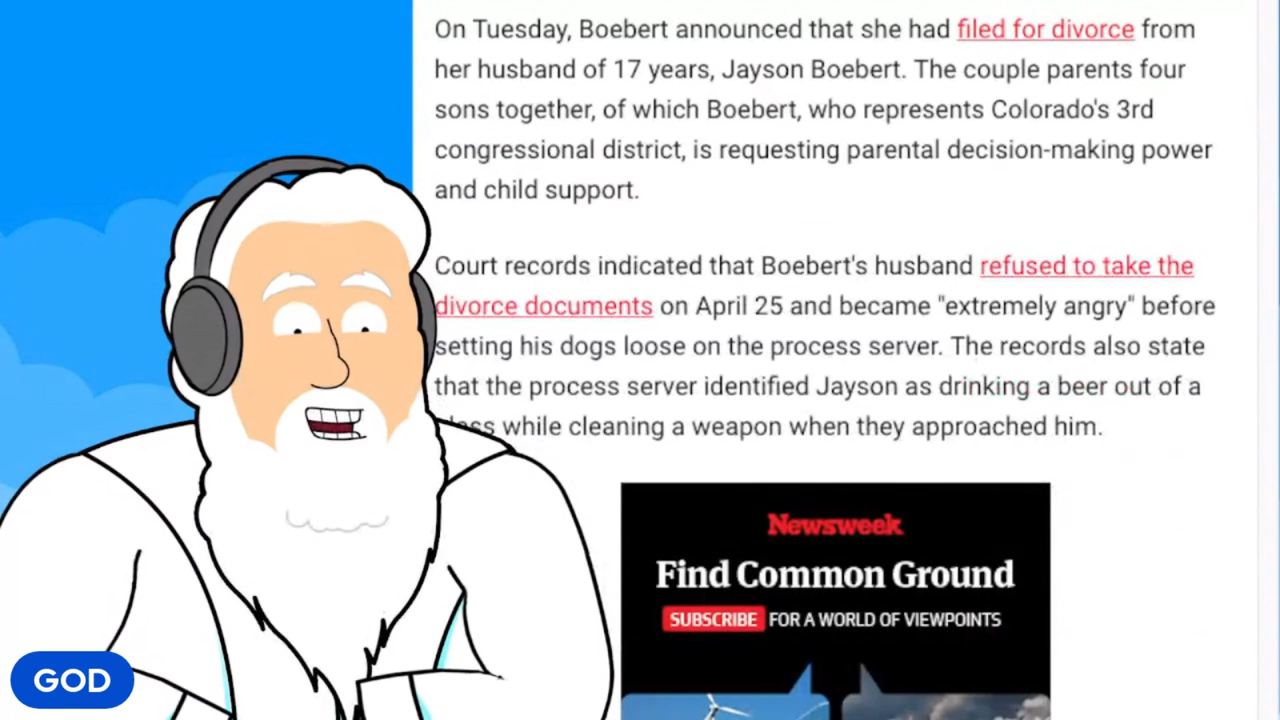 On Tuesday, Boebert announced that she had filed for divorce from
her husband of 17 years, Jayson Boebert. The couple parents four
sons together, of which Boebert, who represents Colorado's 3rd
congressional district, is requesting parental decision-making power
and child support.
Court records indicated that Boebert's husband refused to take the
divorce documents on April 25 and became "extremely angry" before
setting his dogs loose on the process server. The records also state
that the process server identified Jayson as drinking a beer out of a
while cleaning a weapon when they approached him.
Newsweek
Find Common Ground
SUBSCRIBE FOR A WORLD OF VIEWPOINTS
GOD